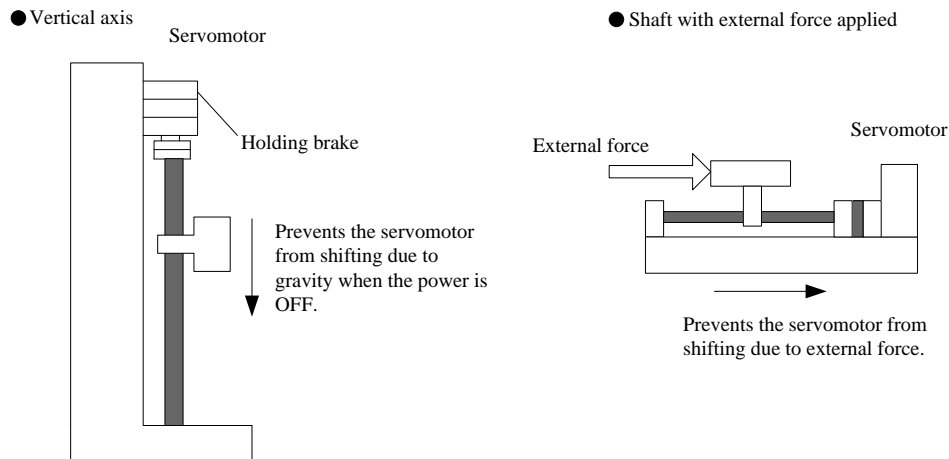 ● Vertical axis
Servomotor
Holding brake
Prevents the servomotor
from shifting due to
gravity when the power is
OFF.
● Shaft with external force applied
Servomotor
External force
Prevents the servomotor from
shifting due to external force.